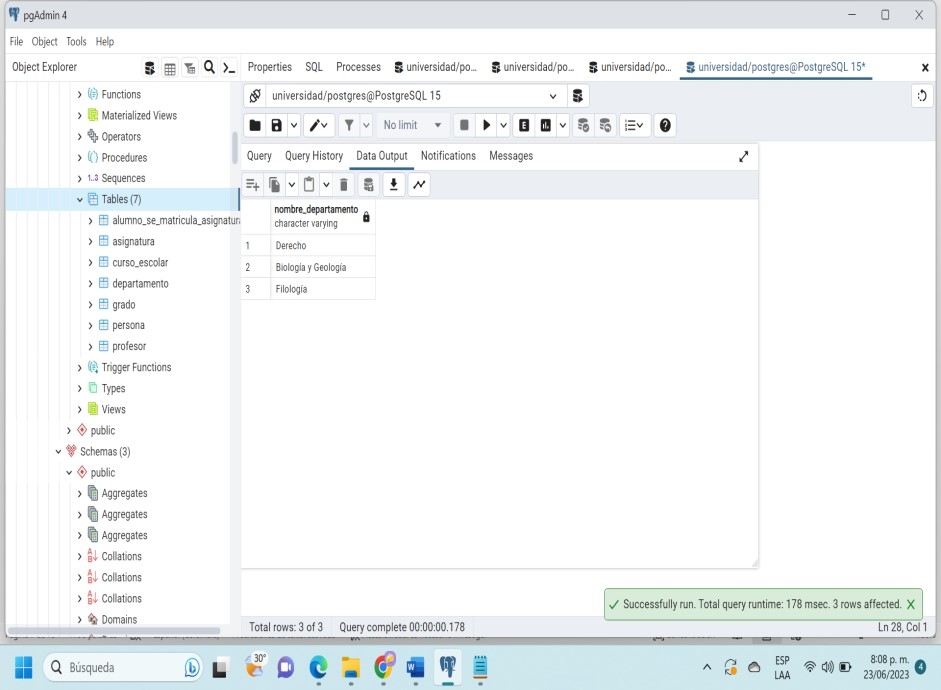 pgAdmin 4
File Object Tools Help
Object Explorer
Properties SQL Processes universidad/po... universidad/po... universidad/po... universidad/postgres@PostgreSQL 15*
Functions
Materialized Views
Operators
Procedures
1..3 Sequences
Tables (7)
alumno_se_matricula_asignatura
asignatura
curso_escolar
departamento
grado
persona
profesor
Trigger Functions
Types
Views
public
Schemas (3)
public
Aggregates
Aggregates
Aggregates
Collations
Collations
Collations
Domains
universidad/postgres@PostgreSQL 15
No limit
E
Query Query History Data Output Notifications Messages
nombre_departamento
character varying
1 Derecho
2 Biología y Geología
3 Filología
Successfully run. Total query runtime: 178 msec. 3 rows affected.
Total rows: 3 of 3 Query complete 00:00:00.178 Ln 28, Col 1
Búsqueda
30°
ESP
LAA
8:08 p. m.
23/06/2023
4